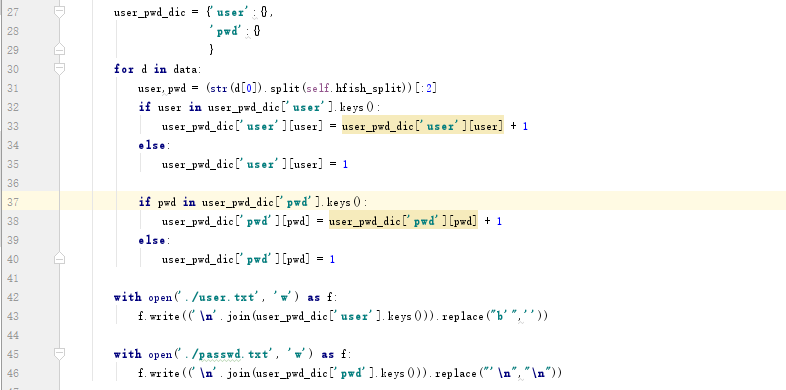 27 user_pwd_dic = {'user':{},
28 'pwd':{}
29 }
30 for d in data:
31 user,pwd = (str(d[0]).split(self.hfish_split))[:2]
32 if user in user_pwd_dic['user'].keys():
33 user_pwd_dic['user'][user] = user_pwd_dic['user'][user] + 1
34 else:
35 user_pwd_dic['user'][user] = 1
36
37 if pwd in user_pwd_dic['pwd'].keys():
38 user_pwd_dic['pwd'][pwd] = user_pwd_dic['pwd'][pwd] + 1
39 else:
40 user_pwd_dic['pwd'][pwd] = 1
41
42 with open('./user.txt', 'w') as f:
43 f.write(('\n'.join(user_pwd_dic['user'].keys())).replace("b'",''))
44
45 with open('./passwd.txt', 'w') as f:
46 f.write(('\n'.join(user_pwd_dic['pwd'].keys())).replace("'\n","\n"))